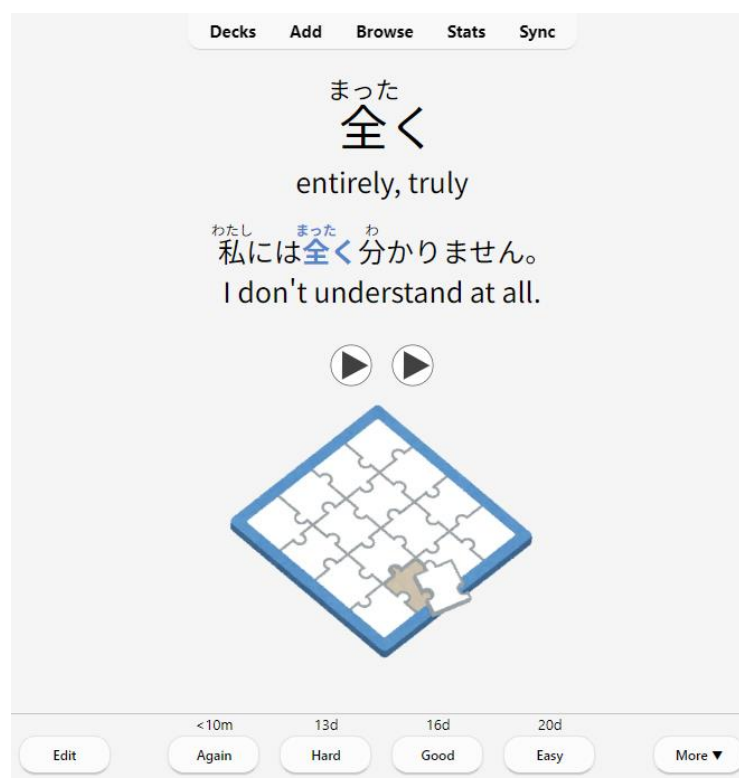 Decks Add Browse Stats Sync
まった
全く
entirely, truly
わたし まった わ
私には全く分かりません。
I don't understand at all.
<10m 13d 16d 20d
Edit Again Hard Good Easy More ▼